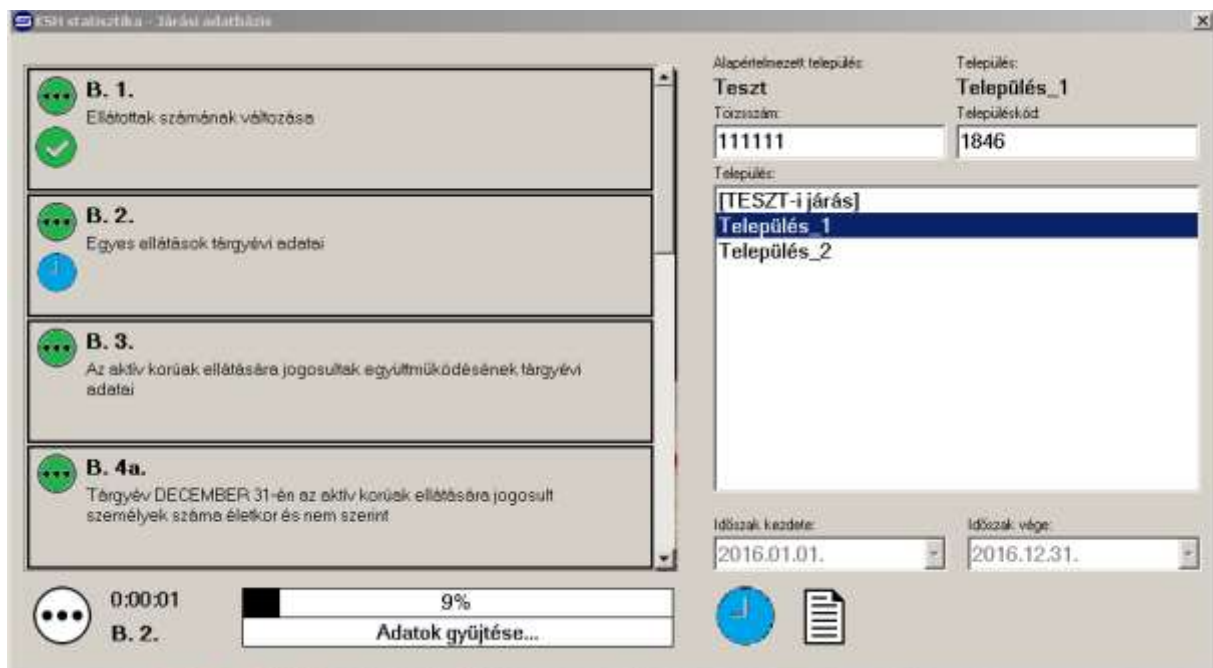 KSH statisztika - Járási adatbázis
B. 1.
Ellátottak számának változása
B. 2.
Egyes ellátások tárgyévi adatai
B. 3.
Az aktív korúak ellátására jogosultak együttműködésének tárgyévi
adatai
B. 4a.
Tárgyév DECEMBER 31-én az aktív korúak ellátására jogosult
személyek száma életkor és nem szerint
0:00:01
B. 2.
9%
Adatok gyűjtése...
Alapértelmezett település:
Teszt
Település:
Település_1
Törzsszám:
111111
Településkód:
1846
Település:
[TESZT-i járás]
Település_1
Település_2
Időszak kezdete:
2016.01.01.
Időszak vége:
2016.12.31.